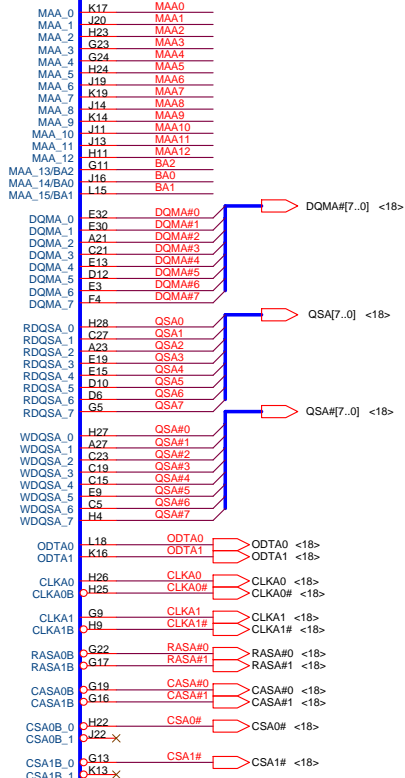 MAA_0 K17 MAA0
MAA_1 J20 MAA1
MAA_2 H23 MAA2
MAA_3 G23 MAA3
MAA_4 G24 MAA4
MAA_5 H24 MAA5
MAA_6 J19 MAA6
MAA_7 K19 MAA7
MAA_8 J14 MAA8
MAA_9 K14 MAA9
MAA_10 J11 MAA10
MAA_11 J13 MAA11
MAA_12 H11 MAA12
MAA_13/BA2 G11 BA2
MAA_14/BA0 J16 BA0
MAA_15/BA1 L15 BA1
DQMA#[7..0] <18>
DQMA_0 E32 DQMA#0
DQMA_1 E30 DQMA#1
DQMA_2 A21 DQMA#2
DQMA_3 C21 DQMA#3
DQMA_4 E13 DQMA#4
DQMA_5 D12 DQMA#5
DQMA_6 E3 DQMA#6
DQMA_7 F4 DQMA#7
QSA[7..0] <18>
RDQSA_0 H28 QSA0
RDQSA_1 C27 QSA1
RDQSA_2 A23 QSA2
RDQSA_3 E19 QSA3
RDQSA_4 E15 QSA4
RDQSA_5 D10 QSA5
RDQSA_6 D6 QSA6
RDQSA_7 G5 QSA7
QSA#[7..0] <18>
WDQSA_0 H27 QSA#0
WDQSA_1 A27 QSA#1
WDQSA_2 C23 QSA#2
WDQSA_3 C19 QSA#3
WDQSA_4 C15 QSA#4
WDQSA_5 E9 QSA#5
WDQSA_6 C5 QSA#6
WDQSA_7 H4 QSA#7
ODTA0 L18 ODTA0 ODTA0 <18>
ODTA1 K16 ODTA1 ODTA1 <18>
CLKA0 H26 CLKA0 CLKA0 <18>
CLKA0B H25 CLKA0# CLKA0# <18>
CLKA1 G9 CLKA1 CLKA1 <18>
CLKA1B H9 CLKA1# CLKA1# <18>
RASA0B G22 RASA#0 RASA#0 <18>
RASA1B G17 RASA#1 RASA#1 <18>
CASA0B G19 CASA#0 CASA#0 <18>
CASA1B G16 CASA#1 CASA#1 <18>
CSA0B_0 H22 CSA0# CSA0# <18>
CSA0B_1 J22
CSA1B_0 G13 CSA1# CSA1# <18>
CSA1B_1 K13